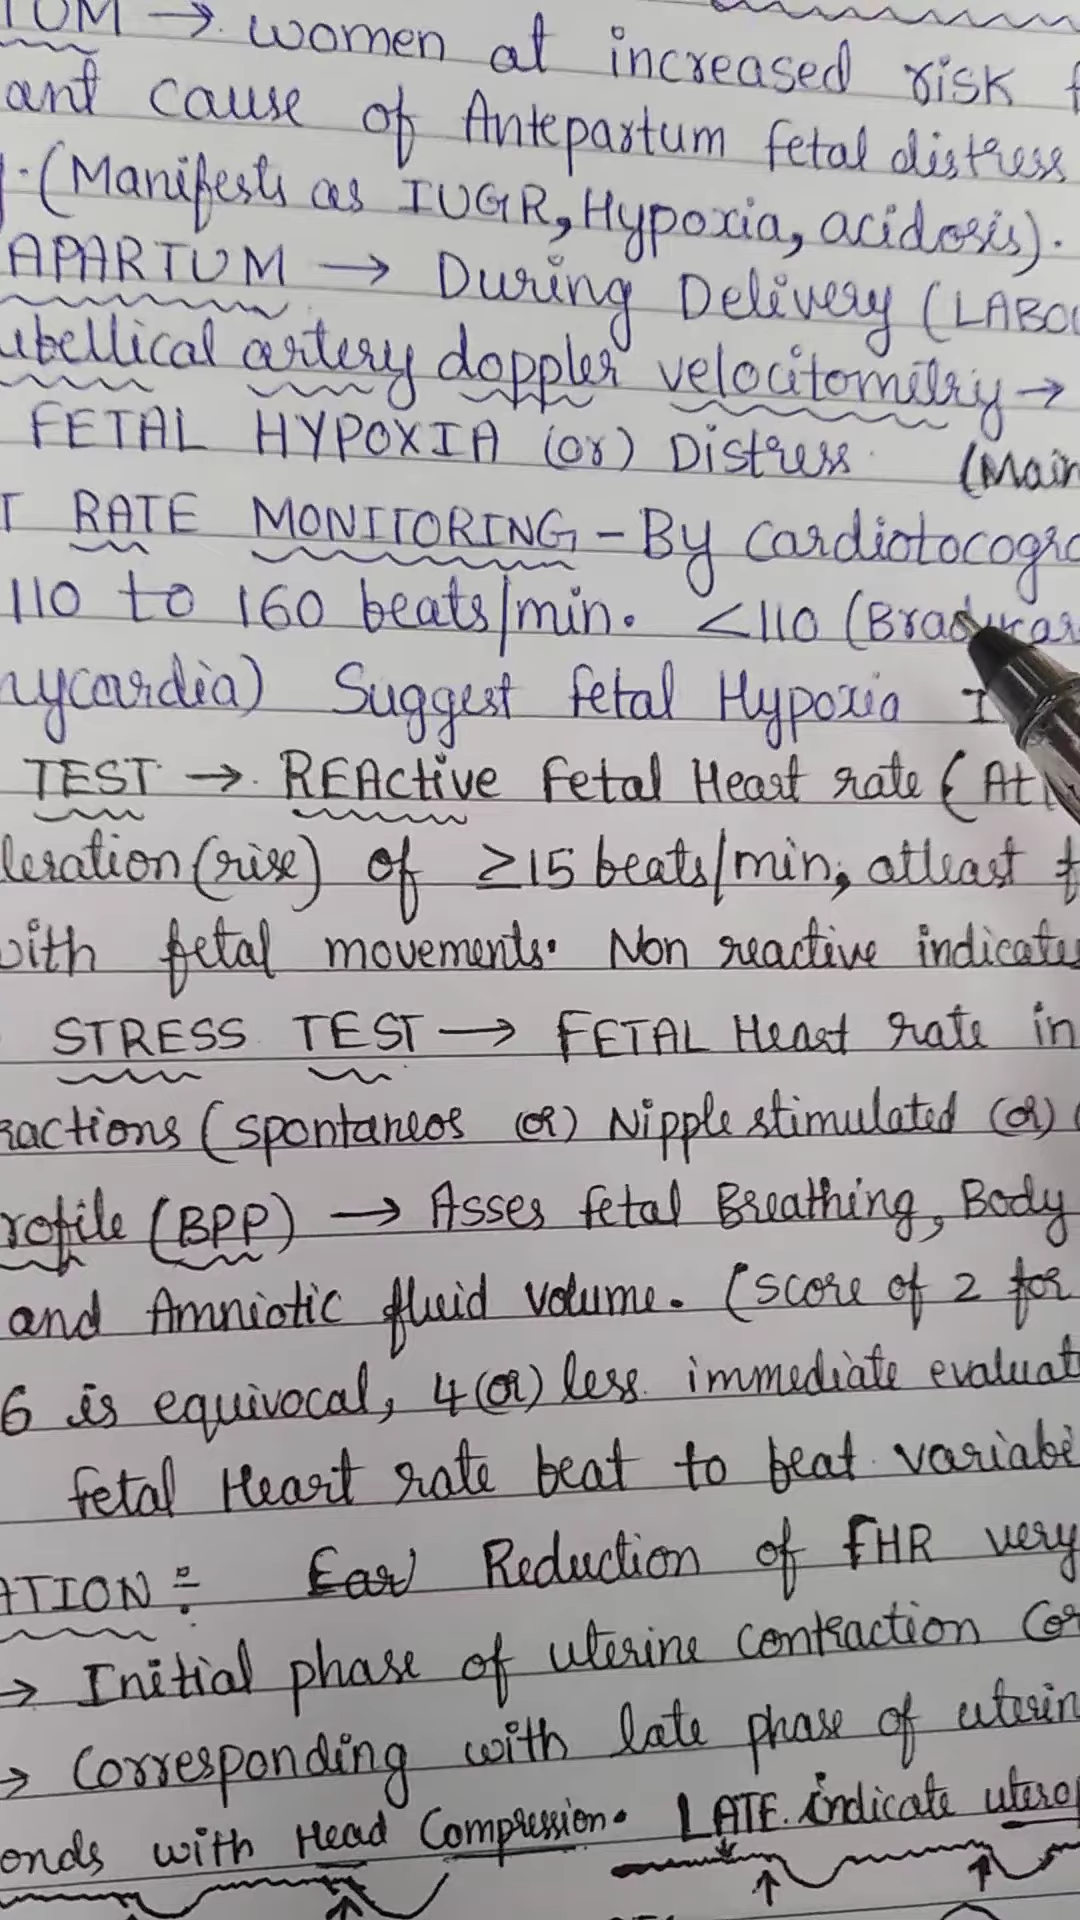 TUM → women at increased risk
ant cause of Antepartum fetal distress
(Manifests as IUGR, Hypoxia, acidosis).
APARTUM → During Delivery (LABO
ubellical artery doppler velocitometry →
FETAL HYPOXIA (or) Distress (Main
T RATE MONITORING - By Cardiotocogra
110 to 160 beats/min. <110 (Bradycar
hycardia) Suggest fetal Hypoxia
TEST → REActive Fetal Heart rate (At
leration (rise) of ≥15 beats/min, atleast f
with fetal movements. Non reactive indicates
STRESS TEST → FETAL Heart rate in
ractions (spontaneos (or) Nipple stimulated (or)
rofile (BPP) → Asses fetal Breathing, Body
and Amniotic fluid volume. (score of 2 for
6 is equivocal, 4 (or) less immediate evaluat
fetal Heart rate beat to beat variabi
ATION :- Ear Reduction of FHR very
→ Initial phase of uterine contraction Cor
→ Corresponding with late phase of uterin
onds with Head Compression. LATE indicate uterop